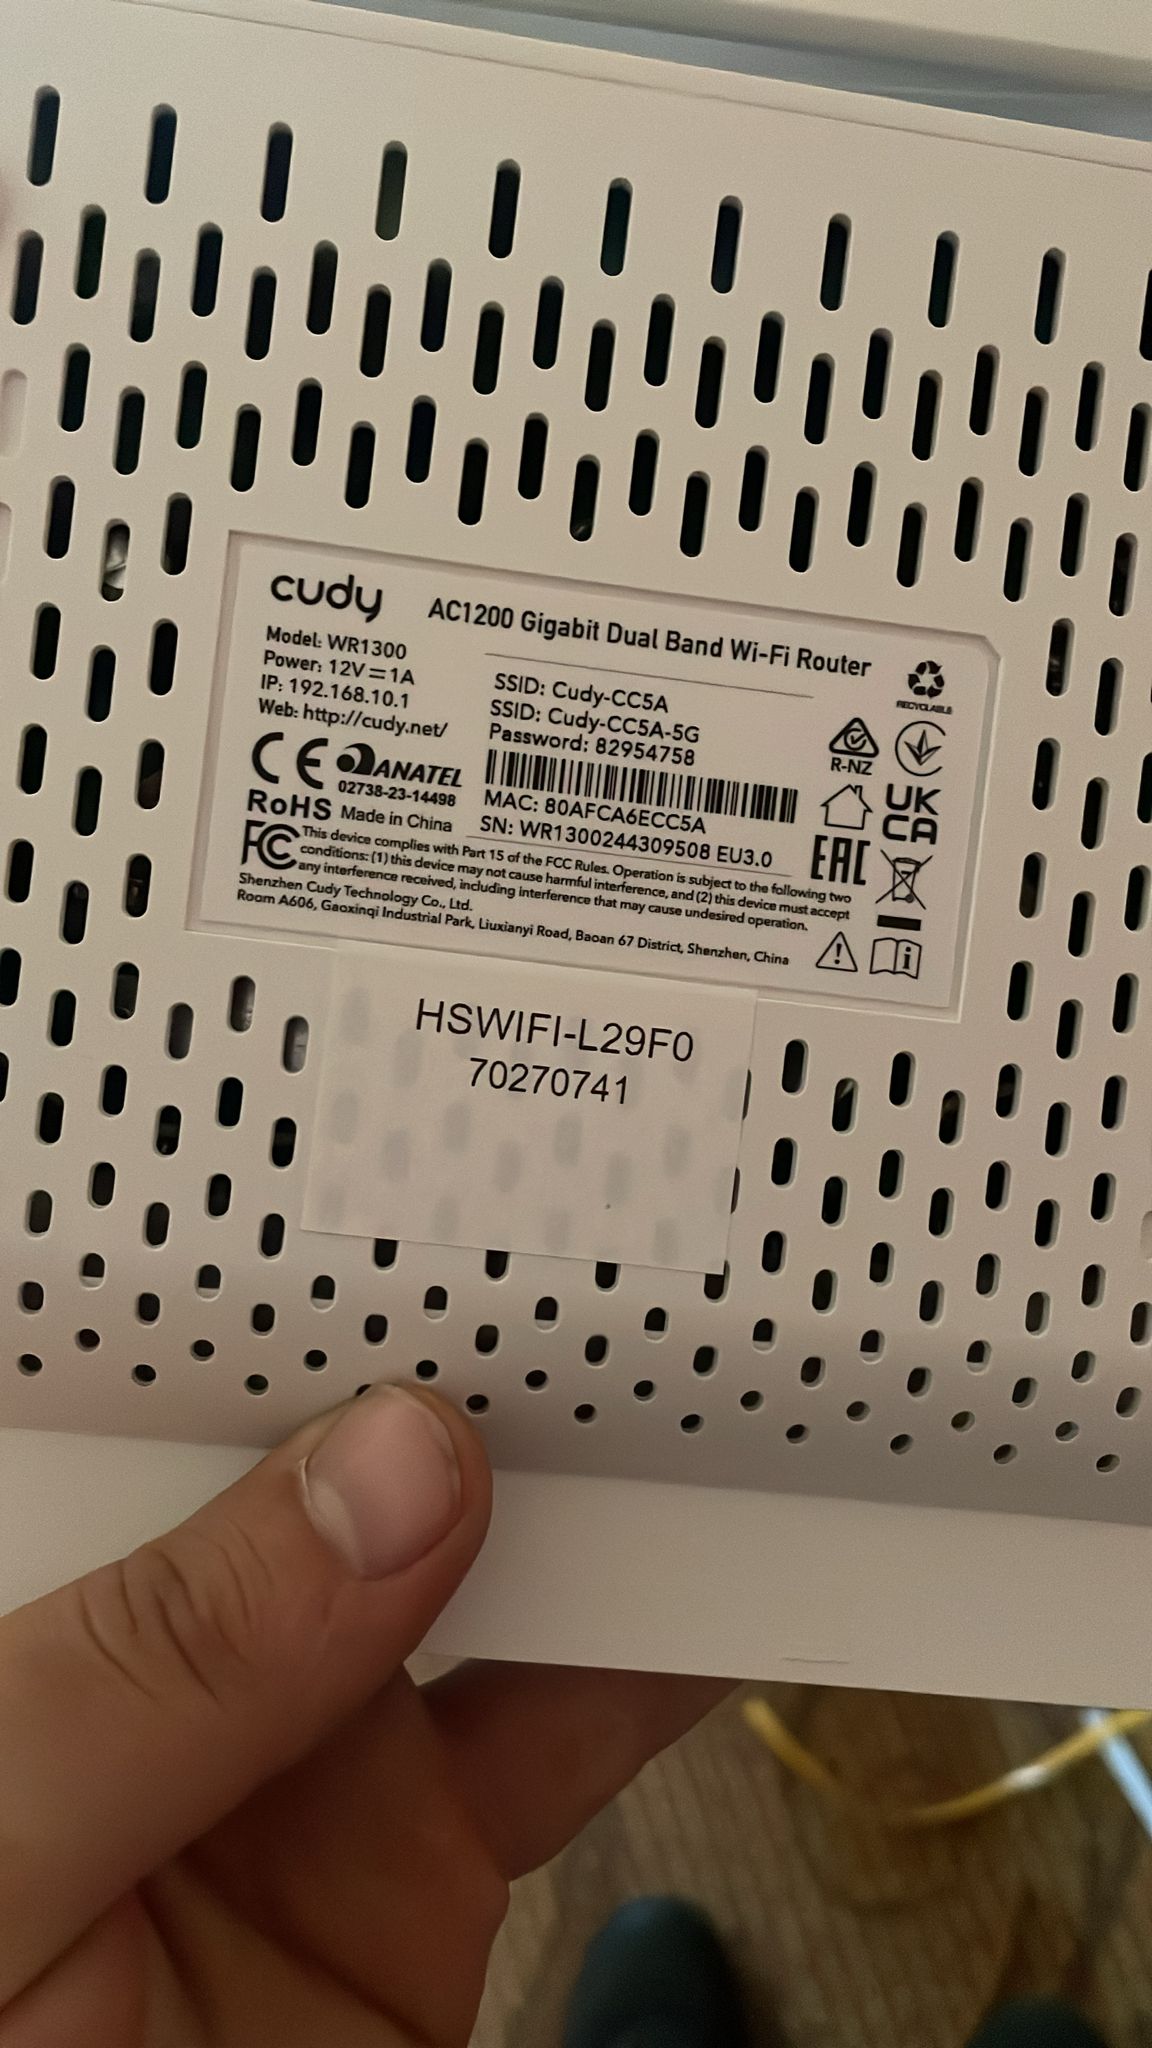 cudy
AC1200 Gigabit Dual Band Wi-Fi Router
Model: WR1300
Power: 12V⎓1A
IP: 192.168.10.1
Web: http://cudy.net/
SSID: Cudy-CC5A
SSID: Cudy-CC5A-5G
Password: 82954758
MAC: 80AFCA6ECC5A
SN: WR1300244309508 EU3.0
CE ANATEL
02738-23-14498
RoHS Made in China
RECYCLABLE
R-NZ
UK
CA
EAC
FC This device complies with Part 15 of the FCC Rules. Operation is subject to the following two
conditions: (1) this device may not cause harmful interference, and (2) this device must accept
any interference received, including interference that may cause undesired operation.
Shenzhen Cudy Technology Co., Ltd.
Room A606, Gaoxinqi Industrial Park, Liuxianyi Road, Baoan 67 District, Shenzhen, China
HSWIFI-L29F0
70270741